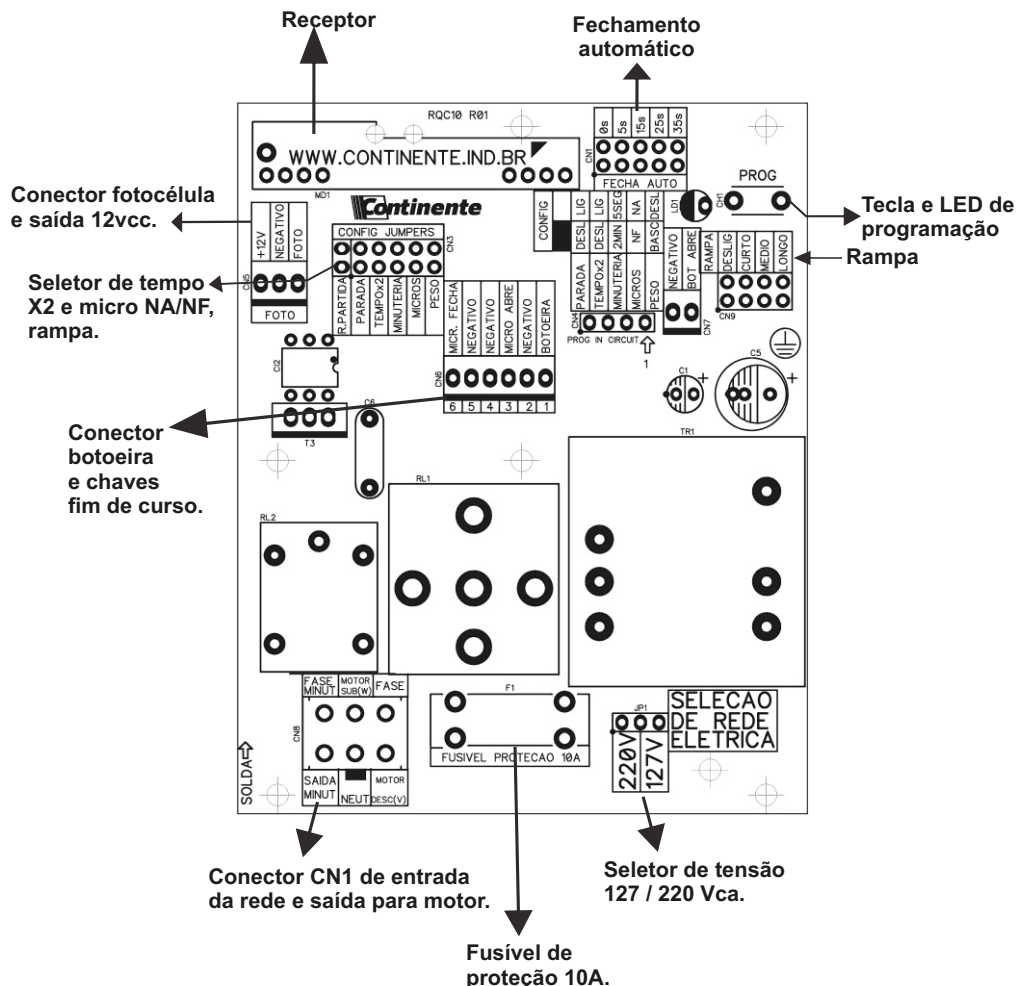 Receptor
Fechamento
automático
RQC10 R01
WWW.CONTINENTE.IND.BR
MD1
Continente
0s
5s
15s
25s
35s
CN1
FECHA AUTO
Conector fotocélula
e saída 12vcc.
+12V
NEGATIVO
FOTO
CN5
FOTO
CONFIG JUMPERS
CN3
R.PARTIDA
PARADA
TEMPOx2
MINUTERIA
MICROS
PESO
CONFIG
DESL LIG
DESL LIG
2MIN 5SEG
NF NA
BASC DESL
PARADA
TEMPOx2
MINUTERIA
MICROS
PESO
LD1
CH1
PROG
Tecla e LED de
programação
NEGATIVO
BOT ABRE
CN7
RAMPA
DESLIG
CURTO
MEDIO
LONGO
CN9
Rampa
Seletor de tempo
X2 e micro NA/NF,
rampa.
CN4
PROG IN CIRCUIT
1
MICR. FECHA
NEGATIVO
NEGATIVO
MICRO ABRE
NEGATIVO
BOTOEIRA
CN6
6 5 4 3 2 1
CI2
T3
C6
C1
+
C5
+
Conector
botoeira
e chaves
fim de curso.
RL1
TR1
RL2
FASE
MINUT
MOTOR
SUB(W)
FASE
CN8
SAIDA
MINUT
NEUT
MOTOR
DESC(V)
SOLDA
F1
FUSIVEL PROTECAO 10A
JP1
220V
127V
SELECAO
DE REDE
ELETRICA
Conector CN1 de entrada
da rede e saída para motor.
Seletor de tensão
127 / 220 Vca.
Fusível de
proteção 10A.